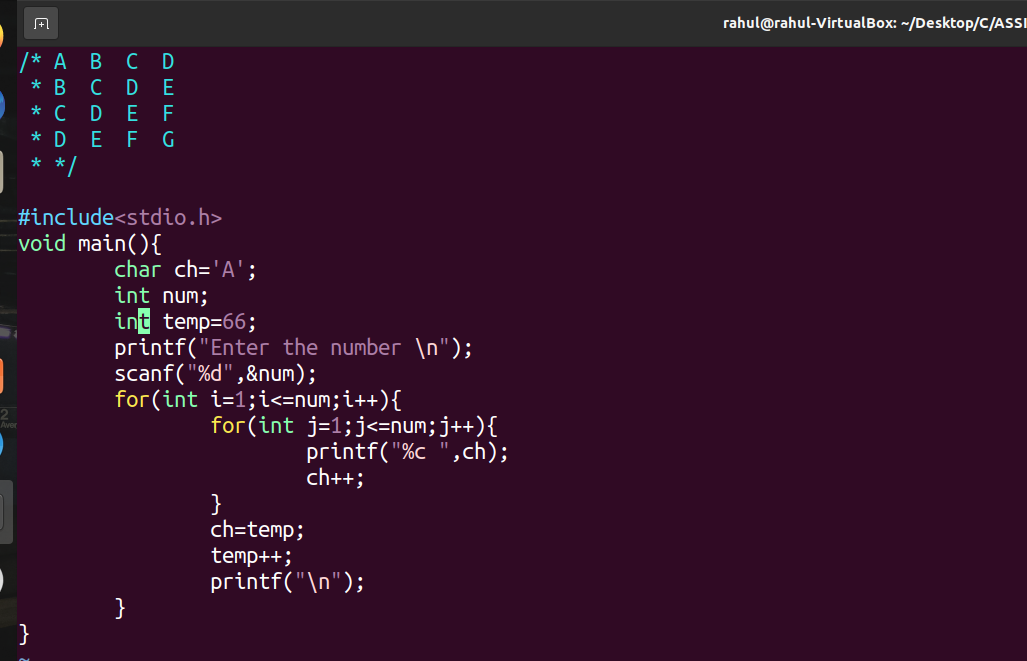 rahul@rahul-VirtualBox: ~/Desktop/C/ASSI
/* A  B  C  D
 * B  C  D  E
 * C  D  E  F
 * D  E  F  G
 * */
#include<stdio.h>
void main(){
        char ch='A';
        int num;
        int temp=66;
        printf("Enter the number \n");
        scanf("%d",&num);
        for(int i=1;i<=num;i++){
                for(int j=1;j<=num;j++){
                        printf("%c ",ch);
                        ch++;
                }
                ch=temp;
                temp++;
                printf("\n");
        }
}
~